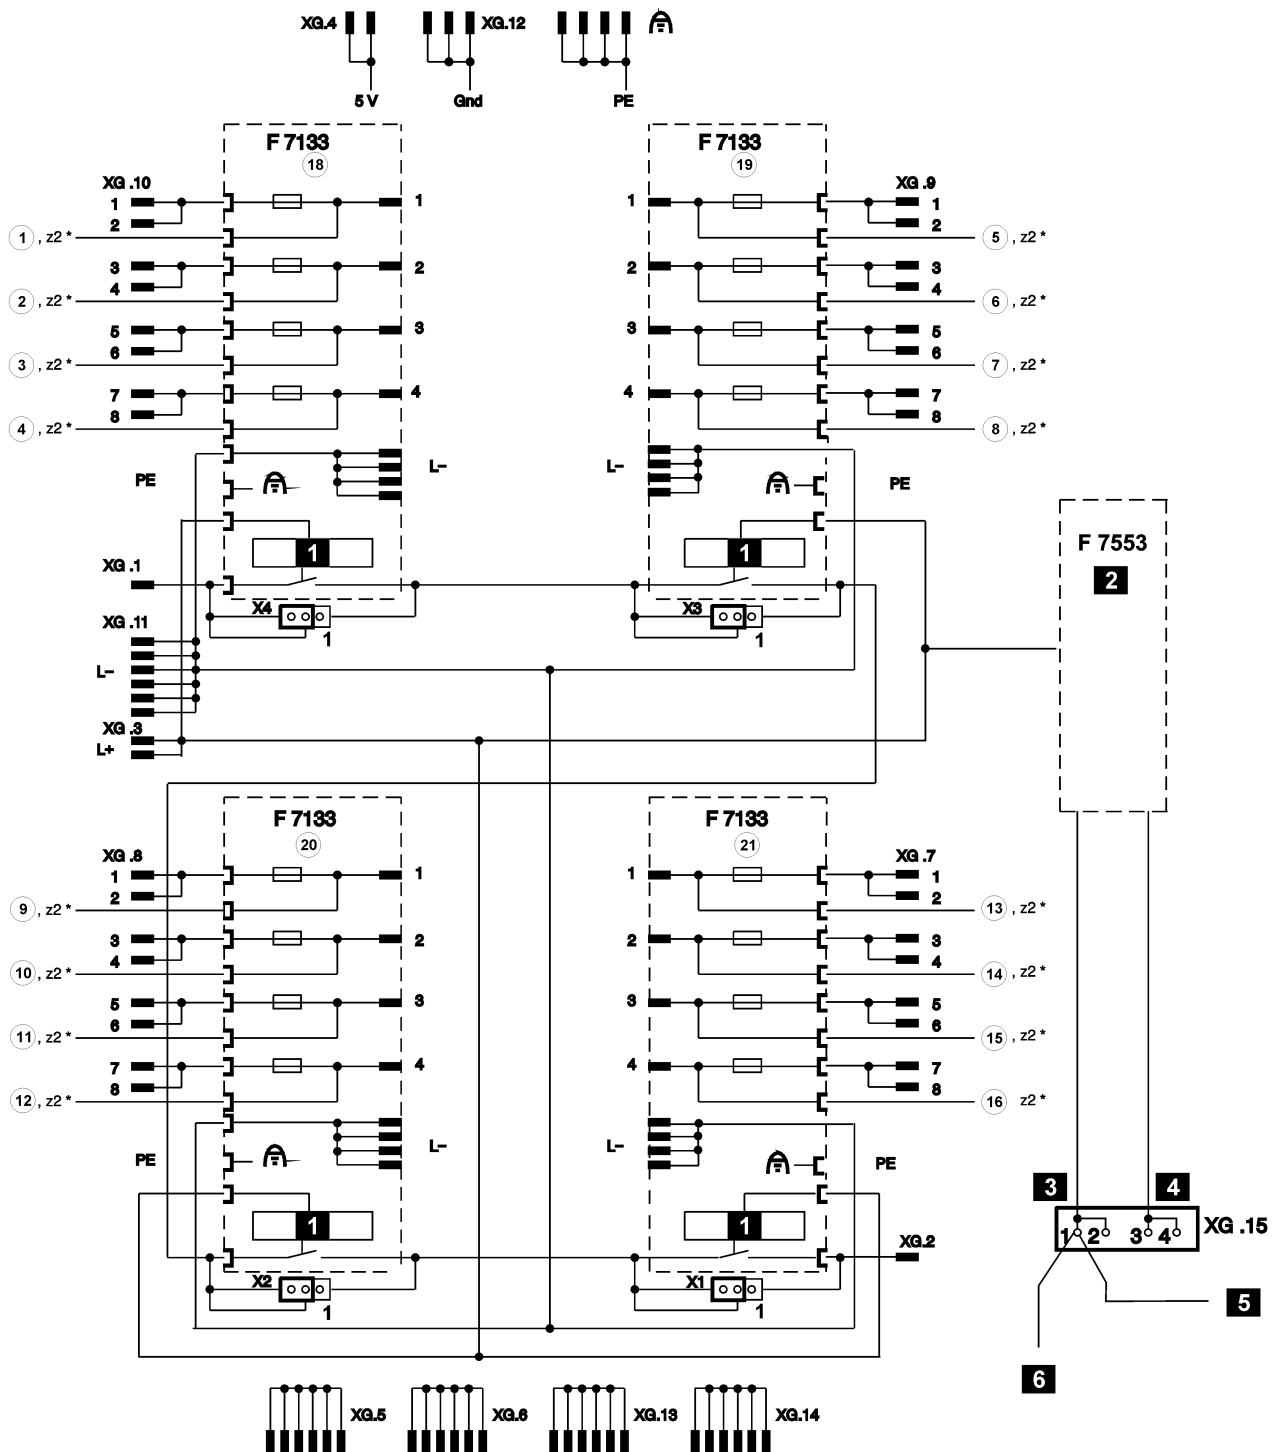 XG.4 XG.12
5 V Gnd PE
F 7133 F 7133
18 19
XG .10 XG .9
1 1 1 1
2 2
1 , z2 * 5 , z2 *
3 2 2 3
4 4
2 , z2 * 6 , z2 *
5 3 3 5
6 6
3 , z2 * 7 , z2 *
7 4 4 7
8 8
4 , z2 * 8 , z2 *
L– L–
PE PE
F 7553
2
1 1
XG .1
X4 X3
1 1
XG .11
L–
XG .3
L+
F 7133 F 7133
20 21
XG .8 XG .7
1 1 1 1
2 2
9 , z2 * 13 , z2 *
3 2 2 3
4 4
10 , z2 * 14 , z2 *
5 3 3 5
6 6
11 , z2 * 15 , z2 *
7 4 4 7
8 8
12 , z2 * 16 z2 *
L– L–
PE PE
3 4
1 1
1 2 3 4 XG .15
XG.2
X2 X1
1 1
5
6
XG.5 XG.6 XG.13 XG.14